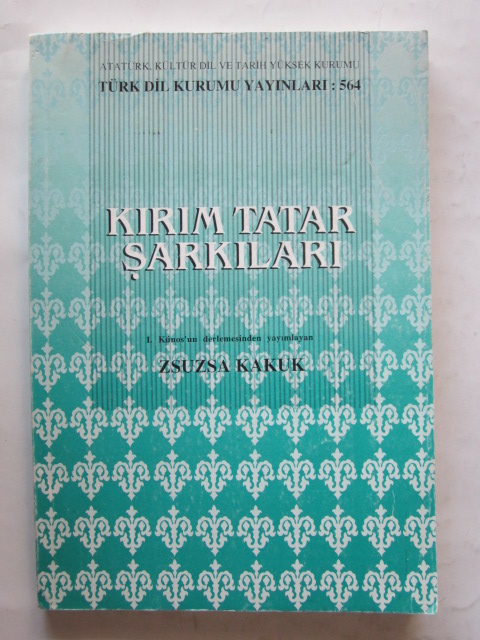 ATATÜRK, KÜLTÜR DİL VE TARİH YÜKSEK KURUMU
TÜRK DİL KURUMU YAYINLARI : 564
KIRIM TATAR
ŞARKILARI
I. Kúnos'un derlemesinden yayımlayan
ZSUZSA KAKUK